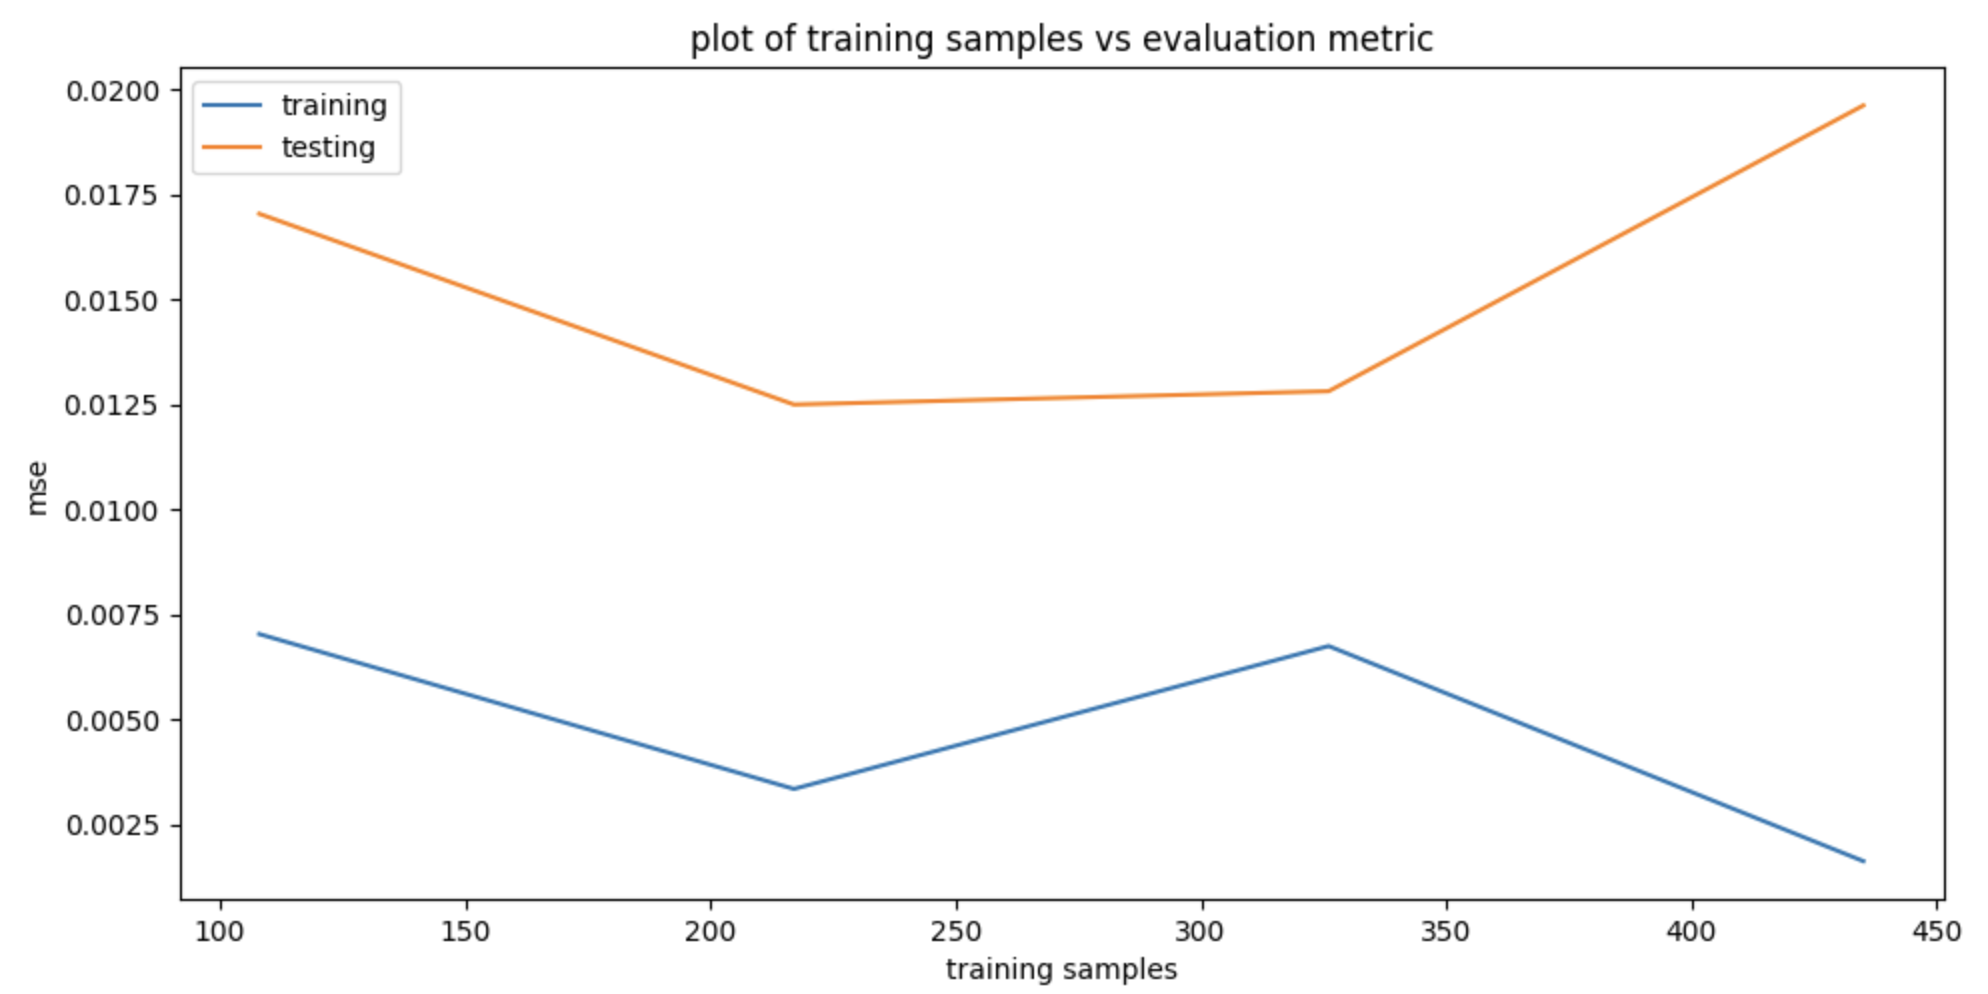 plot of training samples vs evaluation metric
training
testing
0.0200
0.0175
0.0150
0.0125
0.0100
0.0075
0.0050
0.0025
mse
100 150 200 250 300 350 400 450
training samples